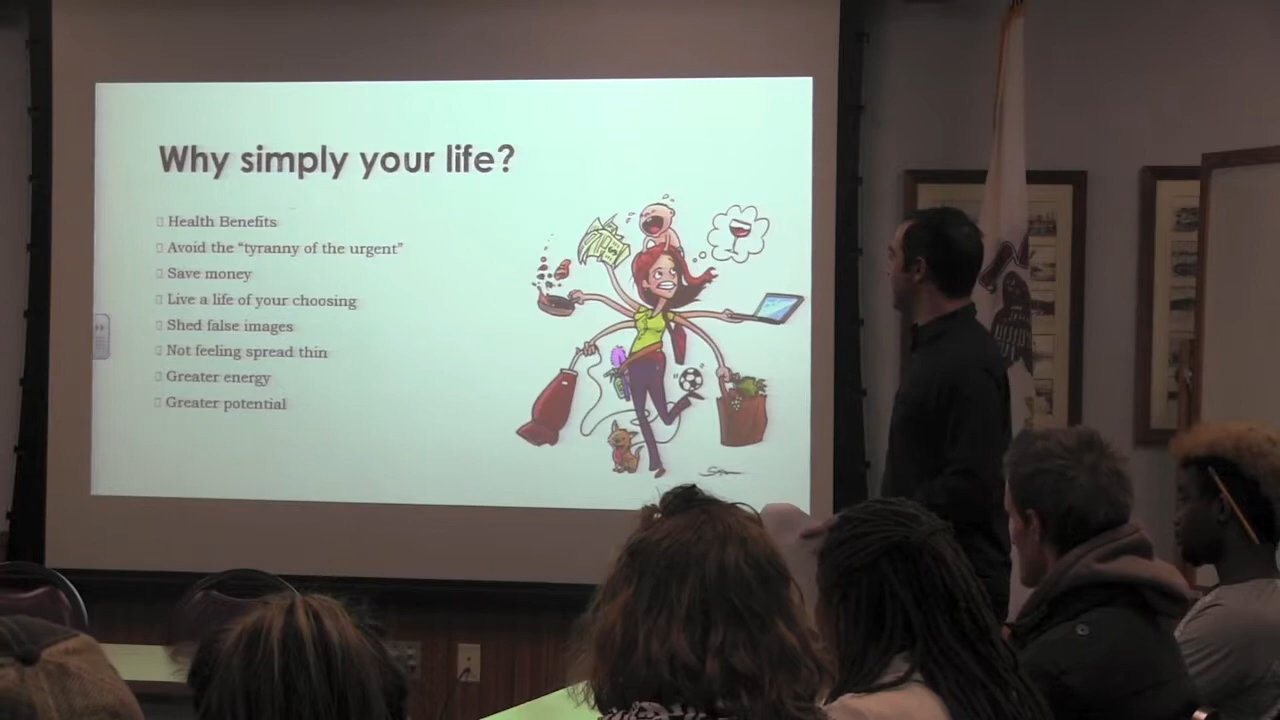 Why simply your life?
Health Benefits
Avoid the “tyranny of the urgent”
Save money
Live a life of your choosing
Shed false images
Not feeling spread thin
Greater energy
Greater potential